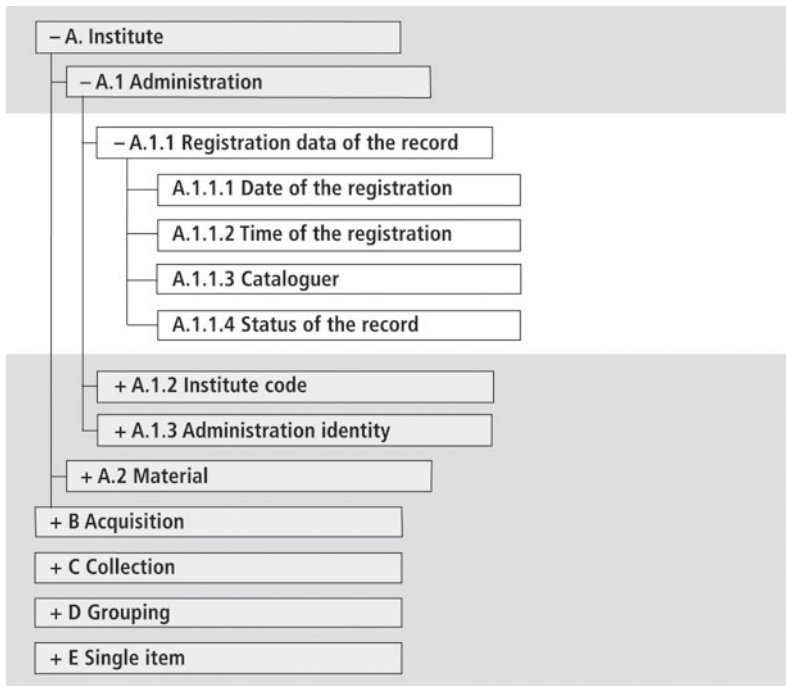 – A. Institute
– A.1 Administration
– A.1.1 Registration data of the record
A.1.1.1 Date of the registration
A.1.1.2 Time of the registration
A.1.1.3 Cataloguer
A.1.1.4 Status of the record
+ A.1.2 Institute code
+ A.1.3 Administration identity
+ A.2 Material
+ B Acquisition
+ C Collection
+ D Grouping
+ E Single item